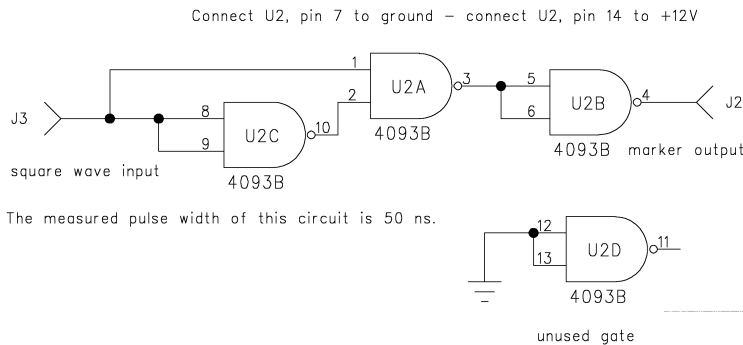 Connect U2, pin 7 to ground – connect U2, pin 14 to +12V
1
U2A
3
2
4093B
5
U2B
4
6
4093B
J3
J2
8
U2C
10
9
4093B
square wave input
marker output
The measured pulse width of this circuit is 50 ns.
12
U2D
11
13
4093B
unused gate